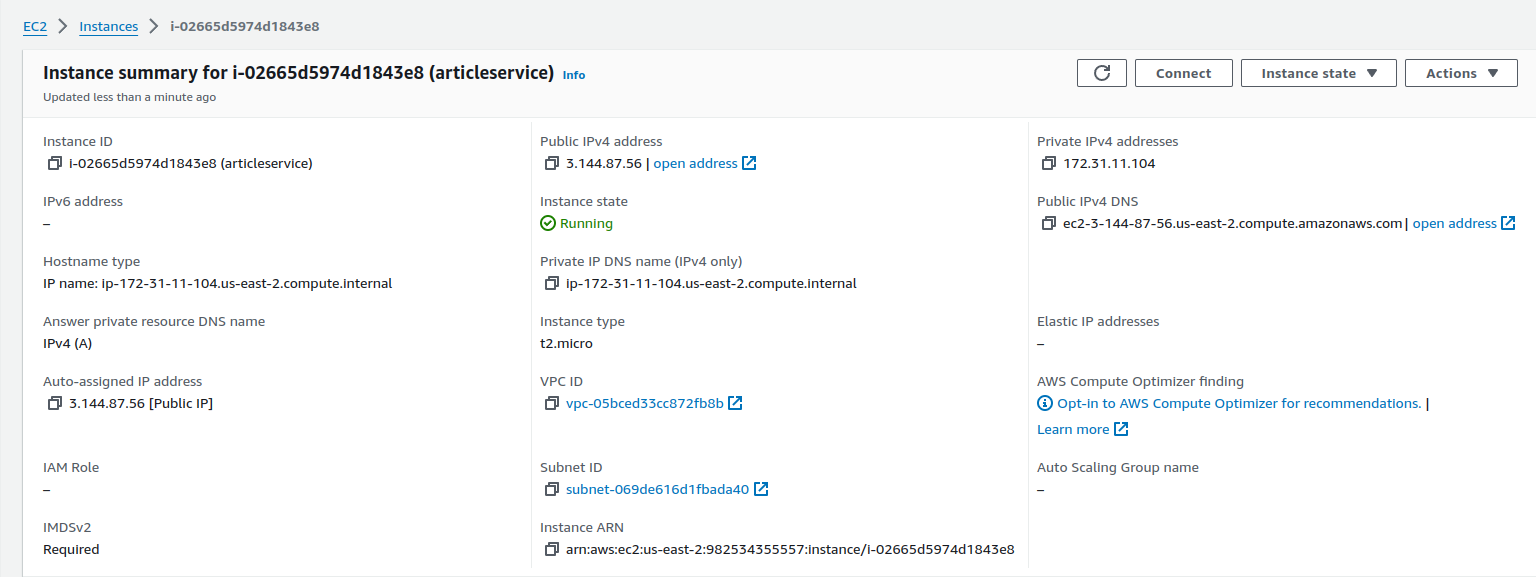 EC2 > Instances > i-02665d5974d1843e8
Instance summary for i-02665d5974d1843e8 (articleservice) Info
Updated less than a minute ago
Connect
Instance state
Actions
Instance ID
i-02665d5974d1843e8 (articleservice)
Public IPv4 address
3.144.87.56 | open address
Private IPv4 addresses
172.31.11.104
IPv6 address
–
Instance state
Running
Public IPv4 DNS
ec2-3-144-87-56.us-east-2.compute.amazonaws.com | open address
Hostname type
IP name: ip-172-31-11-104.us-east-2.compute.internal
Private IP DNS name (IPv4 only)
ip-172-31-11-104.us-east-2.compute.internal
Answer private resource DNS name
IPv4 (A)
Instance type
t2.micro
Elastic IP addresses
–
Auto-assigned IP address
3.144.87.56 [Public IP]
VPC ID
vpc-05bced33cc872fb8b
AWS Compute Optimizer finding
Opt-in to AWS Compute Optimizer for recommendations. |
Learn more
IAM Role
–
Subnet ID
subnet-069de616d1fbada40
Auto Scaling Group name
–
IMDSv2
Required
Instance ARN
arn:aws:ec2:us-east-2:982534355557:instance/i-02665d5974d1843e8